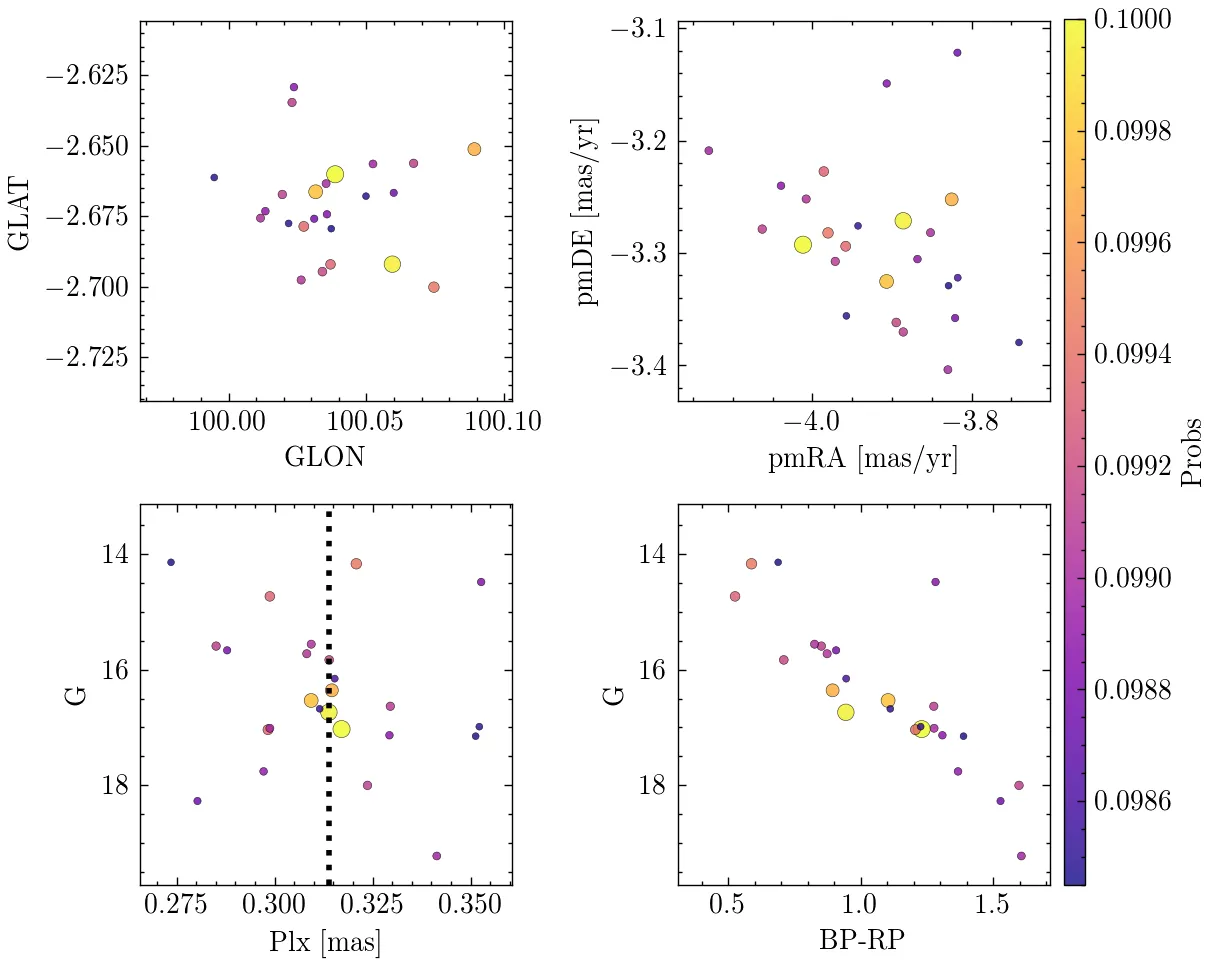 −2.625
−2.650
−2.675
−2.700
−2.725
GLAT
100.00 100.05 100.10
GLON
−3.1
−3.2
−3.3
−3.4
pmDE [mas/yr]
−4.0 −3.8
pmRA [mas/yr]
14
16
18
G
0.275 0.300 0.325 0.350
Plx [mas]
14
16
18
G
0.5 1.0 1.5
BP-RP
0.1000
0.0998
0.0996
0.0994
0.0992
0.0990
0.0988
0.0986
Probs